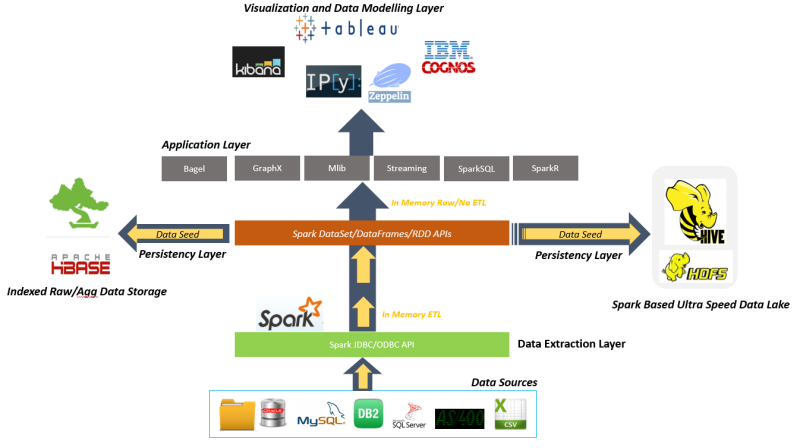 Visualization and Data Modelling Layer
+ableau
kibana
IP[y]:
Zeppelin
IBM
COGNOS
Application Layer
Bagel
GraphX
Mlib
Streaming
SparkSQL
SparkR
In Memory Raw/No ETL
Data Seed
Spark DataSet/DataFrames/RDD APIs
Data Seed
HIVE
APACHE
HBASE
Persistency Layer
Persistency Layer
HDFS
Indexed Raw/Agg Data Storage
Spark Based Ultra Speed Data Lake
Spark
In Memory ETL
Spark JDBC/ODBC API
Data Extraction Layer
Data Sources
ORACLE
MySQL
DB2
SQL Server
AS400
X
CSV